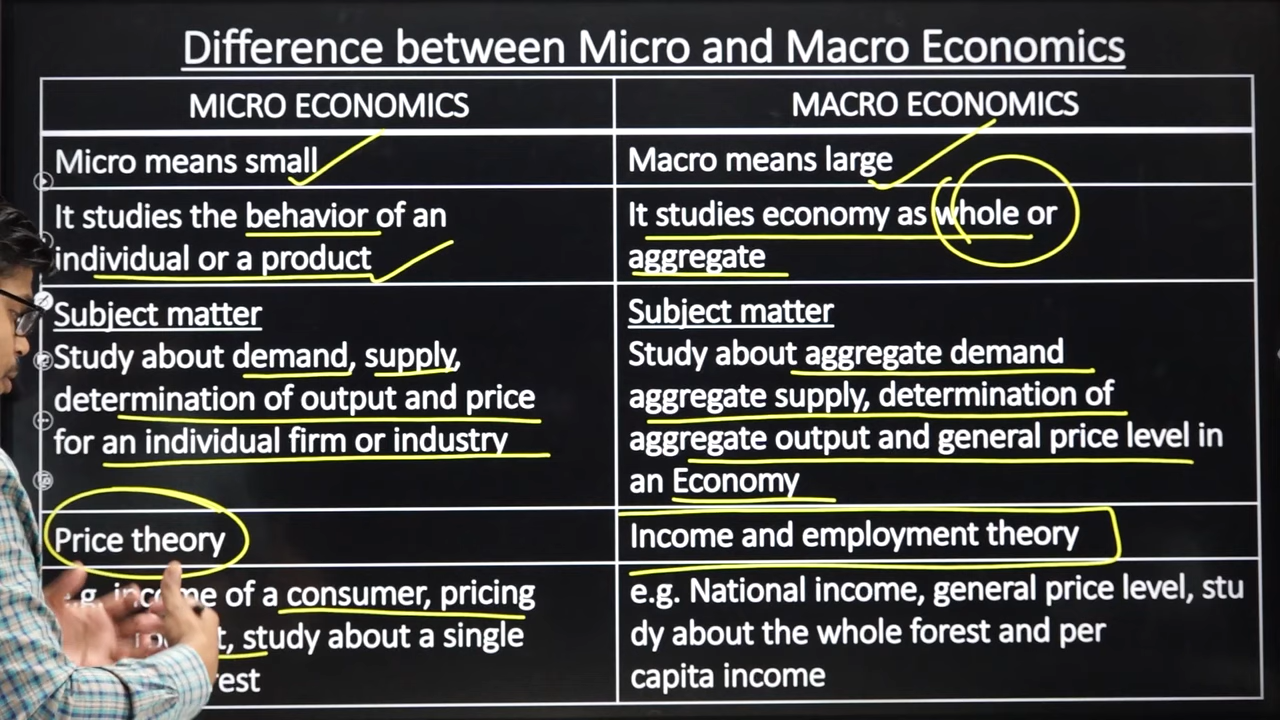 Difference between Micro and Macro Economics
MICRO ECONOMICS
MACRO ECONOMICS
Micro means small
Macro means large
It studies the behavior of an
individual or a product
It studies economy as whole or
aggregate
Subject matter
Study about demand, supply,
determination of output and price
for an individual firm or industry
Subject matter
Study about aggregate demand
aggregate supply, determination of
aggregate output and general price level in
an Economy
Price theory
Income and employment theory
of a consumer, pricing
study about a single
e.g. National income, general price level, stu
dy about the whole forest and per
capita income